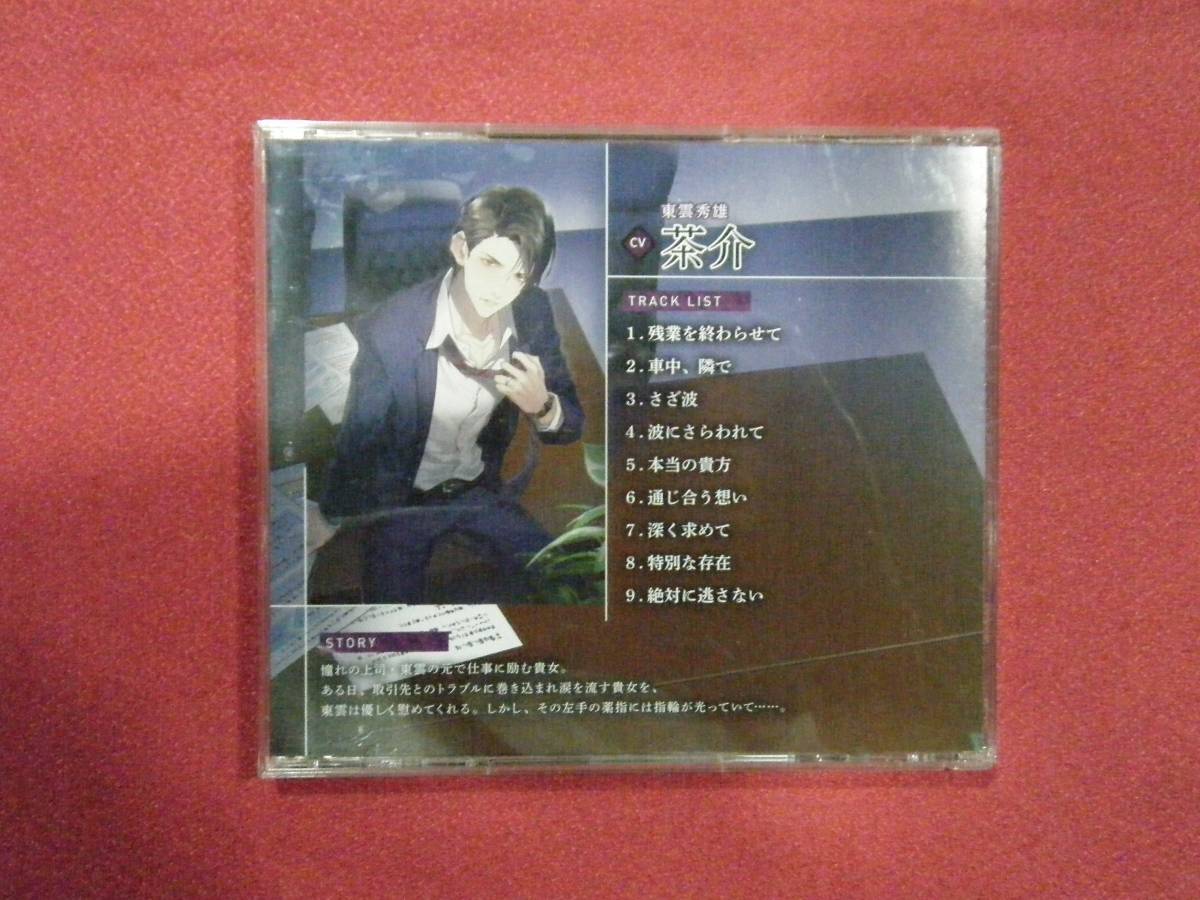 東雲秀雄
CV 茶介
TRACK LIST
1.残業を終わらせて
2.車中、隣で
3.さざ波
4.波にさらわれて
5.本当の貴方
6.通じ合う想い
7.深く求めて
8.特別な存在
9.絶対に逃さない
STORY
憧れの上司・東雲の元で仕事に励む貴女。
ある日、取引先とのトラブルに巻き込まれ涙を流す貴女を、
東雲は優しく慰めてくれる。しかし、その左手の薬指には指輪が光っていて……。